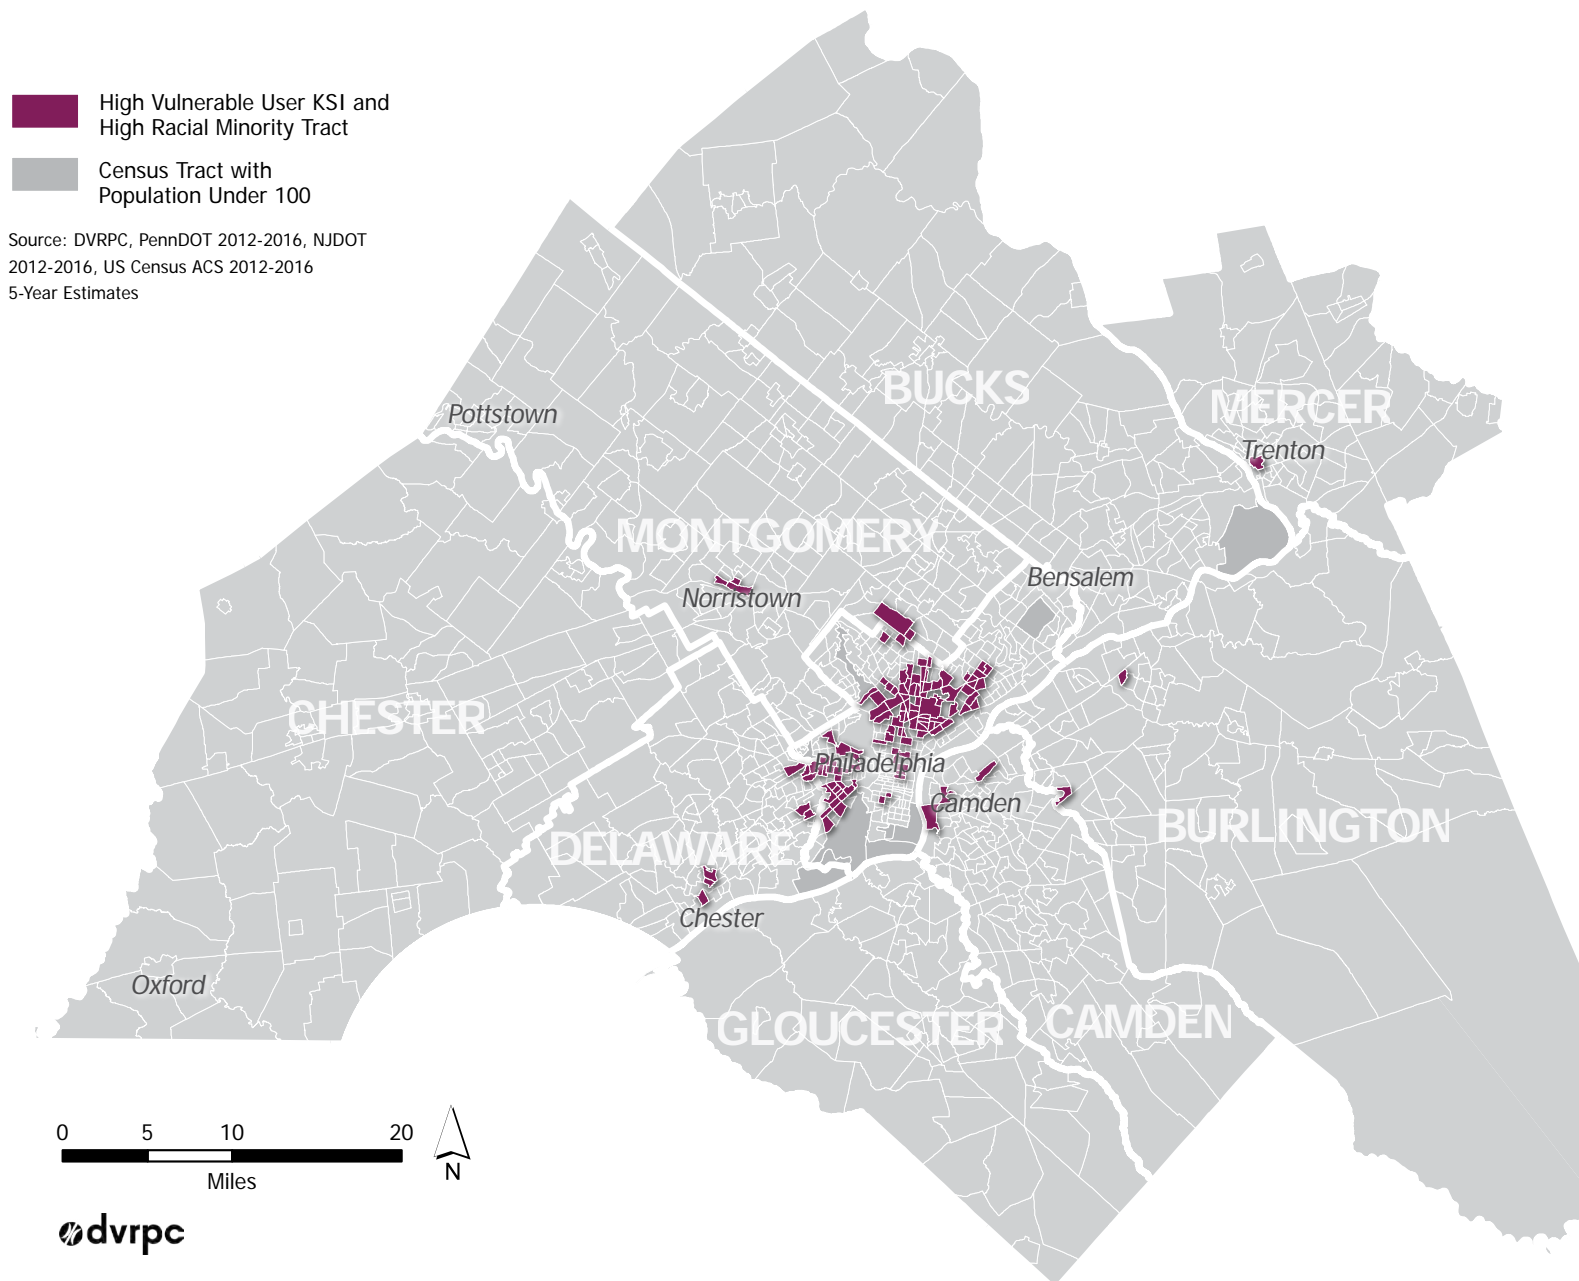 High Vulnerable User KSI and
High Racial Minority Tract
Census Tract with
Population Under 100
Source: DVRPC, PennDOT 2012-2016, NJDOT
2012-2016, US Census ACS 2012-2016
5-Year Estimates
BUCKS
MERCER
Pottstown
Trenton
MONTGOMERY
Bensalem
Norristown
CHESTER
Philadelphia
Camden
BURLINGTON
DELAWARE
Chester
Oxford
GLOUCESTER
CAMDEN
0 5 10 20
Miles
N
dvrpc